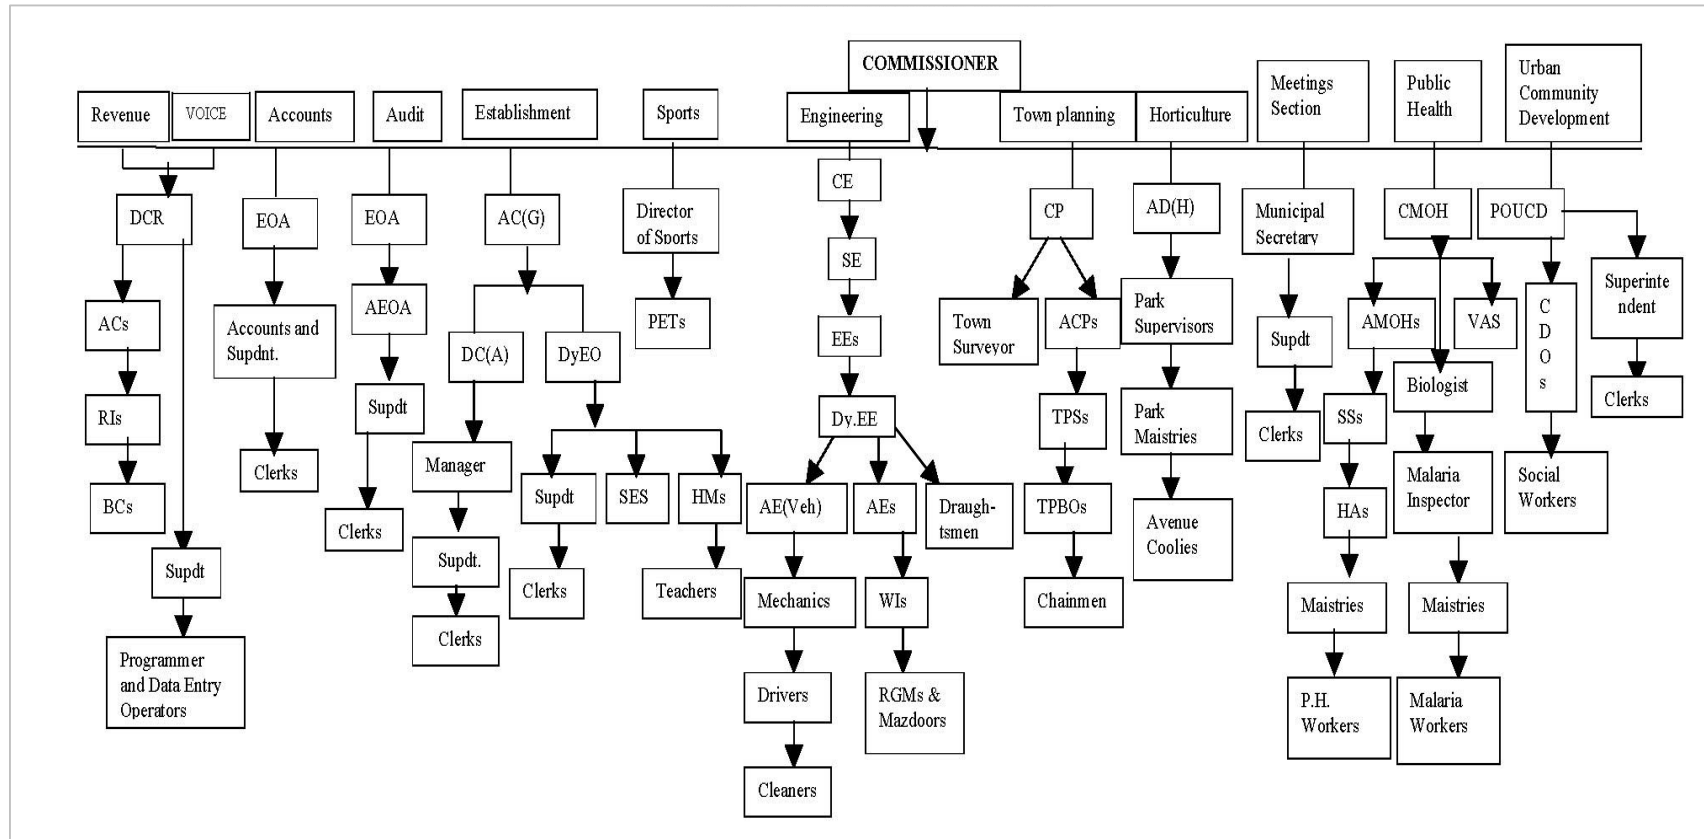 COMMISSIONER
Revenue
VOICE
Accounts
Audit
Establishment
Sports
Engineering
Town planning
Horticulture
Meetings
Section
Public
Health
Urban
Community
Development
DCR
ACs
RIs
BCs
Supdt
Programmer
and Data Entry
Operators
EOA
Accounts and
Supdnt.
Clerks
EOA
AEOA
Supdt
Clerks
AC(G)
DC(A)
Manager
Supdt.
Clerks
DyEO
Supdt
Clerks
SES
HMs
Teachers
Director
of Sports
PETs
CE
SE
EEs
Dy.EE
AE(Veh)
Mechanics
Drivers
Cleaners
AEs
WIs
RGMs &
Mazdoors
Draugh-
tsmen
CP
Town
Surveyor
ACPs
TPSs
TPBOs
Chainmen
AD(H)
Park
Supervisors
Park
Maistries
Avenue
Coolies
Municipal
Secretary
Supdt
Clerks
CMOH
AMOHs
SSs
HAs
Maistries
P.H.
Workers
Biologist
Malaria
Inspector
Maistries
Malaria
Workers
VAS
POUCD
C
D
O
s
Social
Workers
Superinte
ndent
Clerks